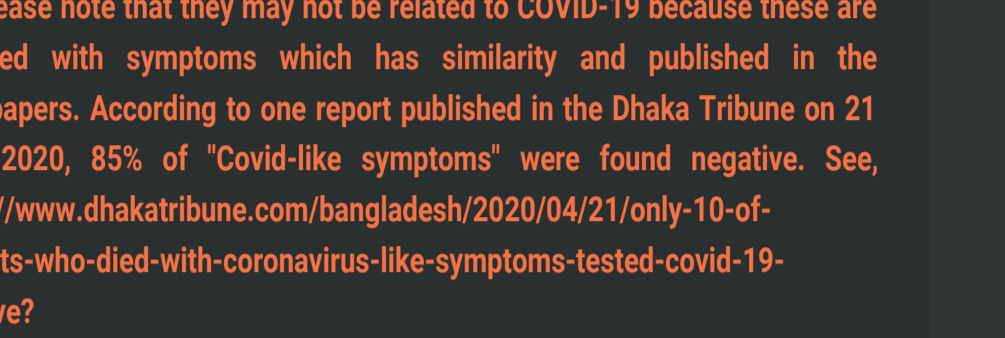 ease note that they may not be related to COVID-19 because these are
ed with symptoms which has similarity and published in the
papers. According to one report published in the Dhaka Tribune on 21
2020, 85% of "Covid-like symptoms" were found negative. See,
//www.dhakatribune.com/bangladesh/2020/04/21/only-10-of-
ts-who-died-with-coronavirus-like-symptoms-tested-covid-19-
ve?